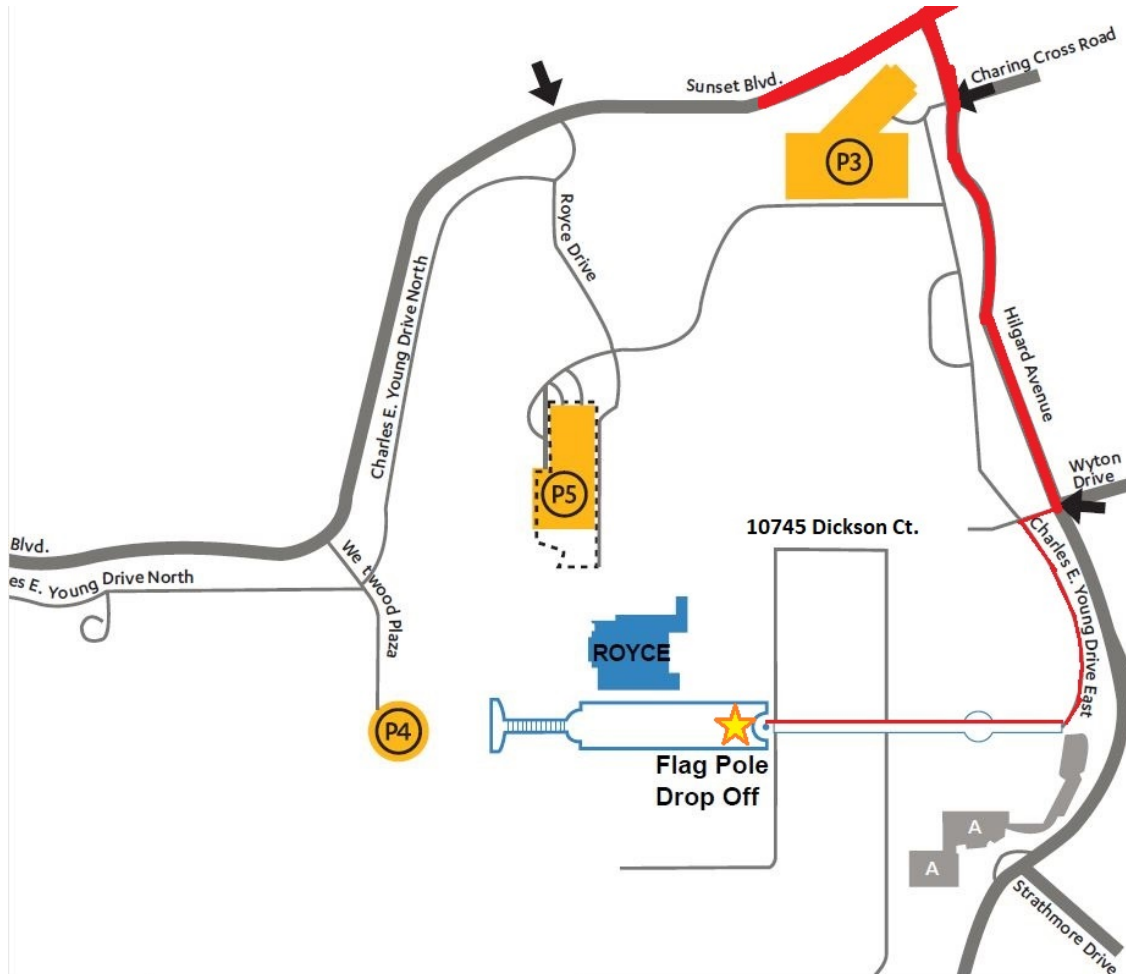 Sunset Blvd.
Charing Cross Road
P3
Royce Drive
Charles E. Young Drive North
Hilgard Avenue
Wyton
Drive
P5
10745 Dickson Ct.
Charles E. Young Drive East
Blvd.
es E. Young Drive North
We twood Plaza
ROYCE
P4
Flag Pole
Drop Off
A
A
Strathmore Drive